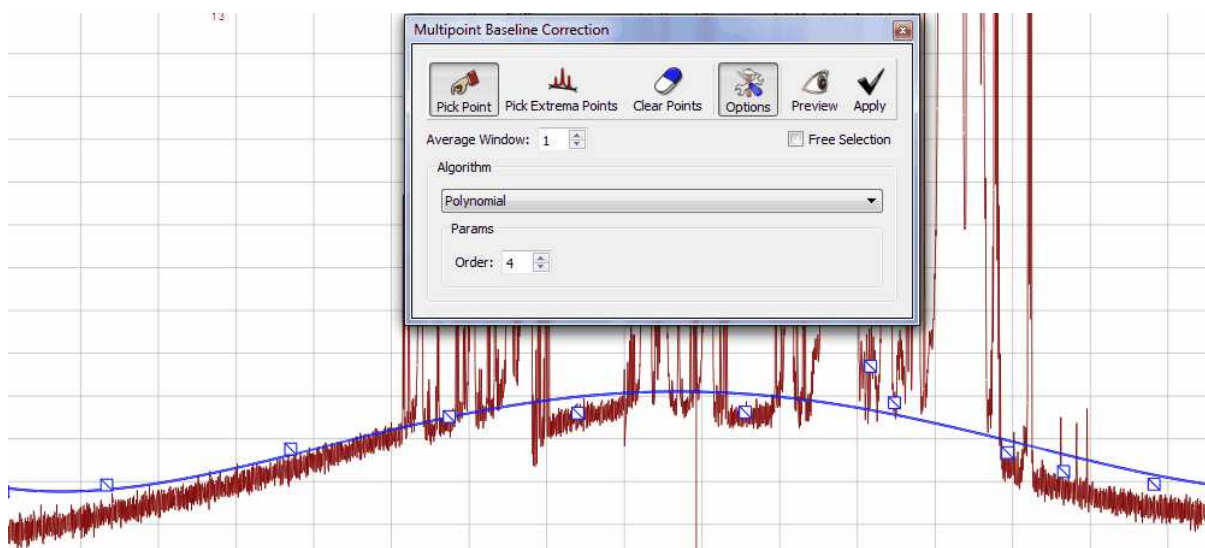 13
Multipoint Baseline Correction
Pick Point Pick Extrema Points Clear Points Options Preview Apply
Average Window: 1 Free Selection
Algorithm
Polynomial
Params
Order: 4